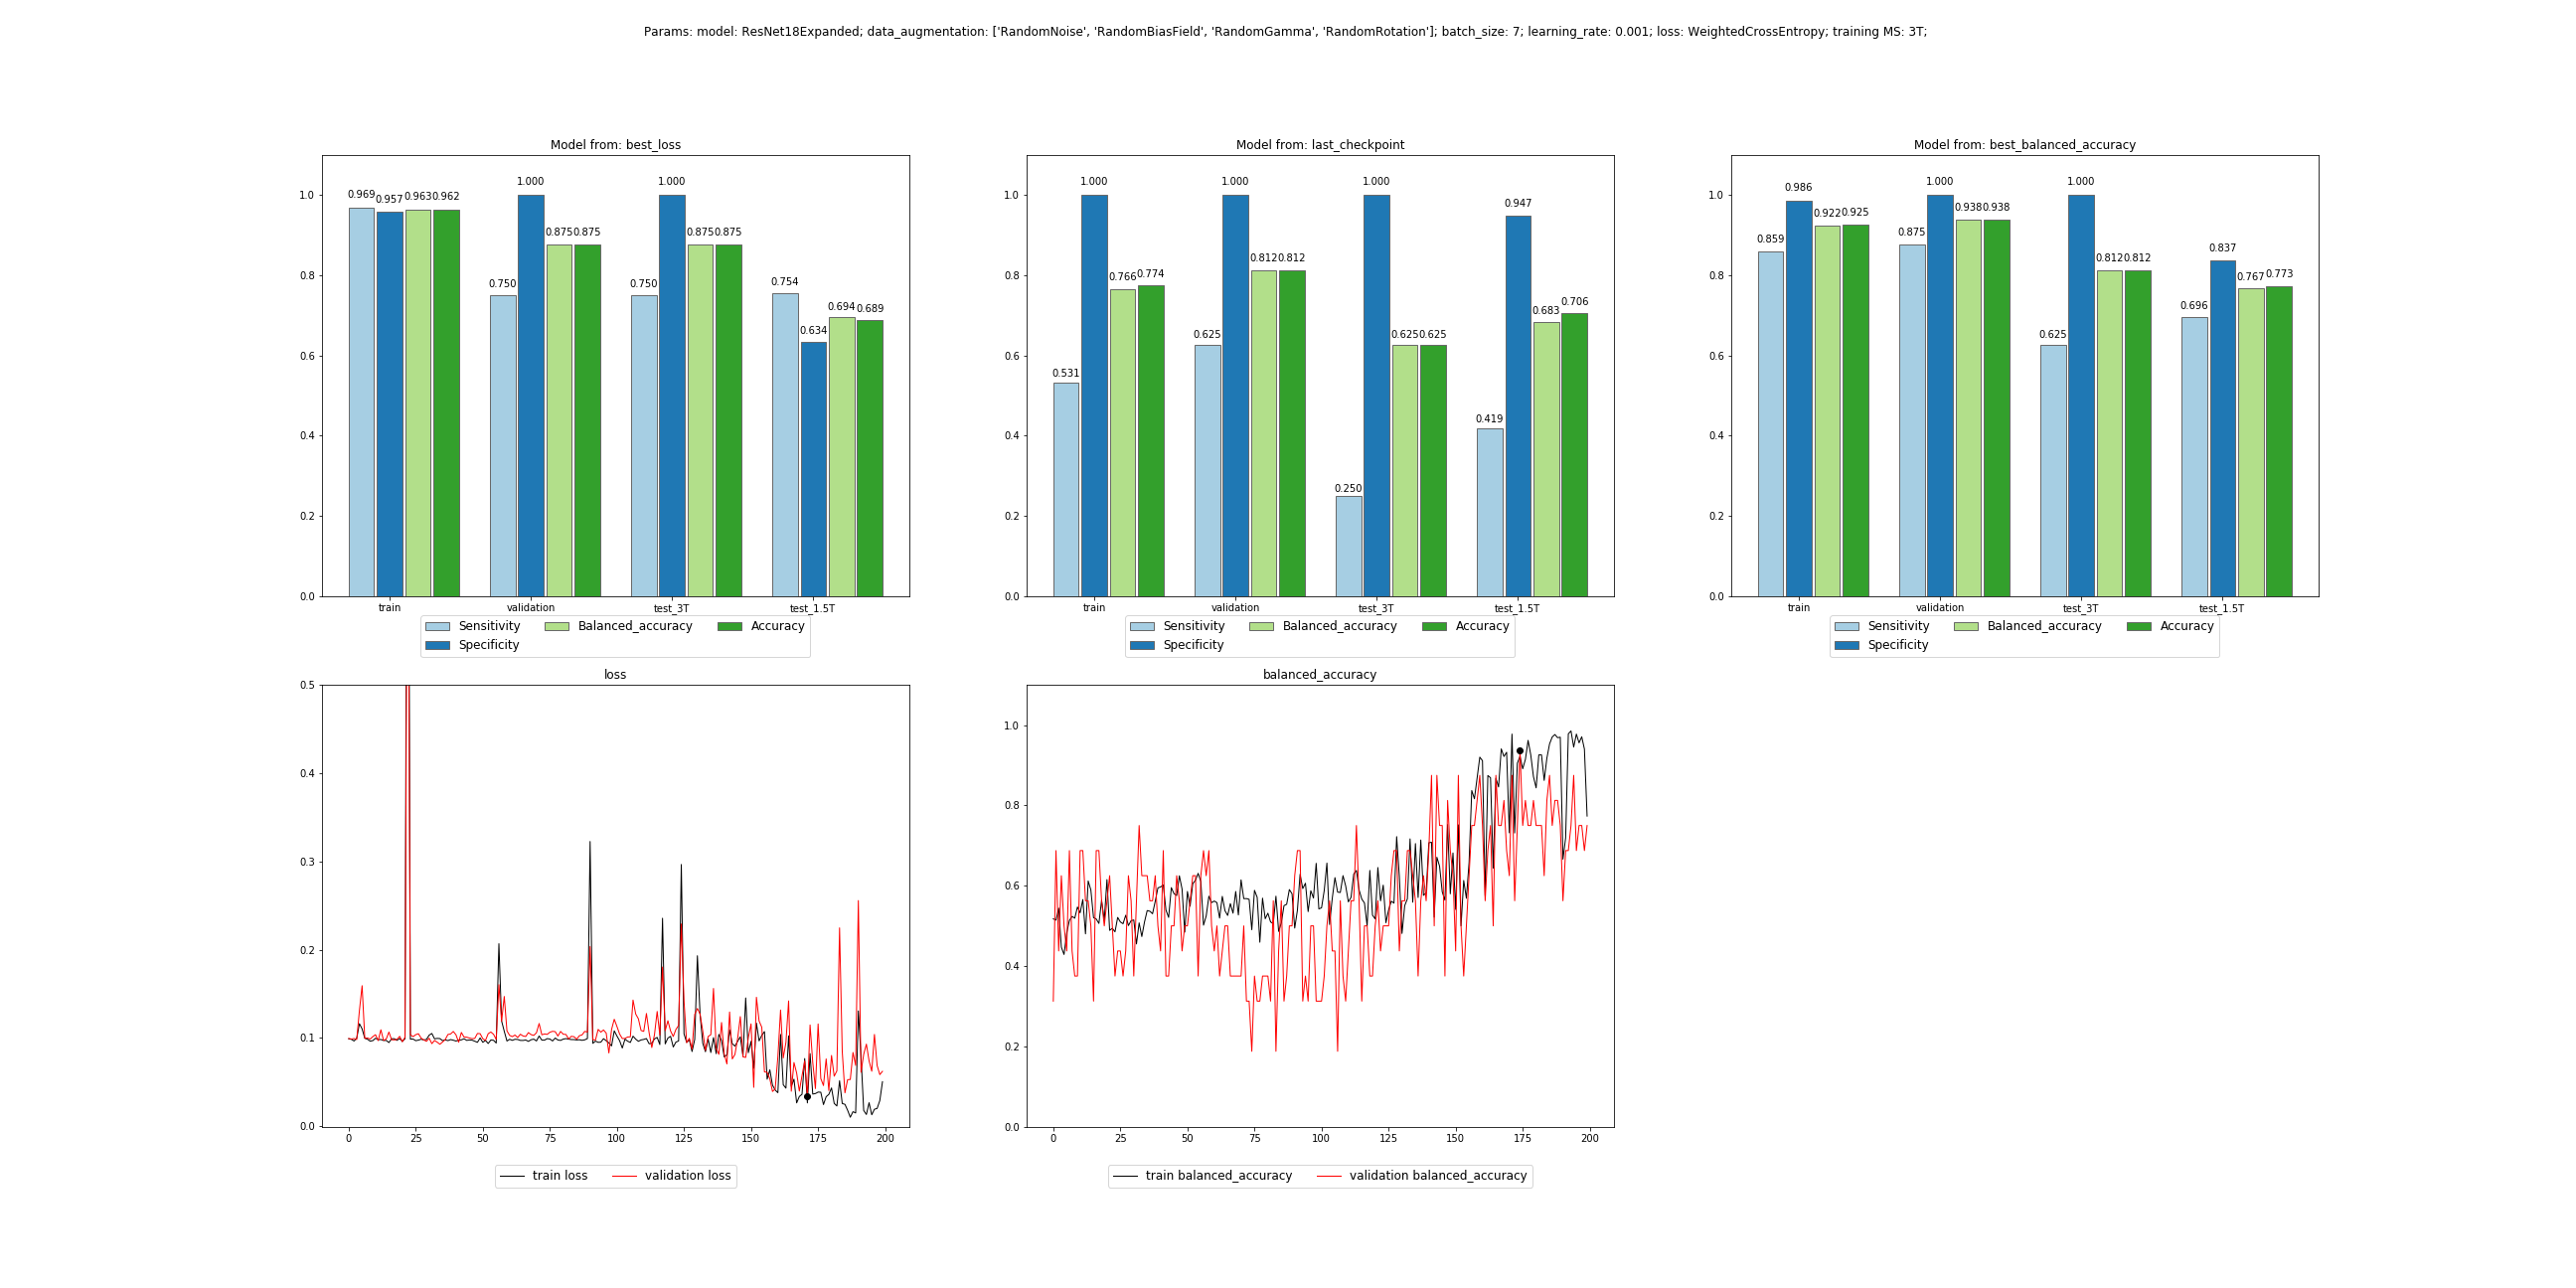 Params: model: ResNet18Expanded; data_augmentation: ['RandomNoise', 'RandomBiasField', 'RandomGamma', 'RandomRotation']; batch_size: 7; learning_rate: 0.001; loss: WeightedCrossEntropy; training MS: 3T;
Model from: best_loss
1.0
0.8
0.6
0.4
0.2
0.0
0.969 0.957 0.963 0.962
0.750 1.000 0.875 0.875
0.750 1.000 0.875 0.875
0.754 0.634 0.694 0.689
train validation test_3T test_1.5T
Sensitivity Balanced_accuracy Accuracy
Specificity
Model from: last_checkpoint
1.0
0.8
0.6
0.4
0.2
0.0
0.531 1.000 0.766 0.774
0.625 1.000 0.812 0.812
0.250 1.000 0.625 0.625
0.419 0.947 0.683 0.706
train validation test_3T test_1.5T
Sensitivity Balanced_accuracy Accuracy
Specificity
Model from: best_balanced_accuracy
1.0
0.8
0.6
0.4
0.2
0.0
0.859 0.986 0.922 0.925
0.875 1.000 0.938 0.938
0.625 1.000 0.812 0.812
0.696 0.837 0.767 0.773
train validation test_3T test_1.5T
Sensitivity Balanced_accuracy Accuracy
Specificity
loss
0.5
0.4
0.3
0.2
0.1
0.0
0 25 50 75 100 125 150 175 200
train loss validation loss
balanced_accuracy
1.0
0.8
0.6
0.4
0.2
0.0
0 25 50 75 100 125 150 175 200
train balanced_accuracy validation balanced_accuracy